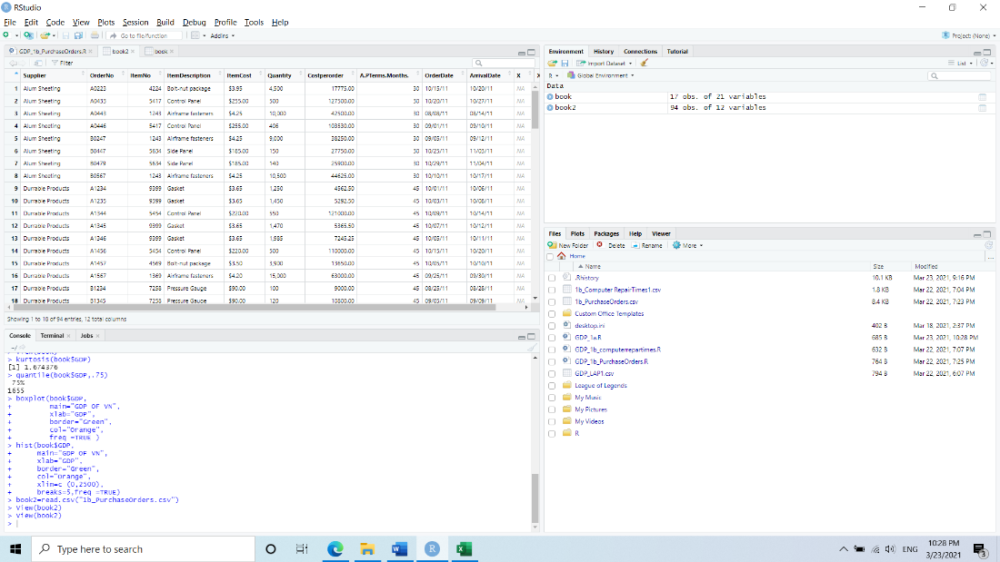 RStudio
File Edit Code View Plots Session Build Debug Profile Tools Help
Go to file/function Addins Project: (None)
GDP_1b_PurchaseOrders.R book2 book
Filter
Supplier OrderNo ItemNo ItemDescription ItemCost Quantity Costperorder A.PTerms.Months. OrderDate ArrivalDate X X
1 Alum Sheeting A0223 4224 Bolt-nut package $3.95 4,500 17775.00 30 10/15/11 10/20/11 NA
2 Alum Sheeting A0433 5417 Control Panel $255.00 500 127500.00 30 10/20/11 10/27/11 NA
3 Alum Sheeting A0443 1243 Airframe fasteners $4.25 10,000 42500.00 30 08/08/11 08/14/11 NA
4 Alum Sheeting A0446 5417 Control Panel $255.00 406 103530.00 30 09/01/11 09/10/11 NA
5 Alum Sheeting B0247 1243 Airframe fasteners $4.25 9,000 38250.00 30 09/05/11 09/12/11 NA
6 Alum Sheeting B0447 5634 Side Panel $185.00 150 27750.00 30 10/25/11 11/03/11 NA
7 Alum Sheeting B0479 5634 Side Panel $185.00 140 25900.00 30 10/29/11 11/04/11 NA
8 Alum Sheeting B0567 1243 Airframe fasteners $4.25 10,500 44625.00 30 10/10/11 10/17/11 NA
9 Durrable Products A1234 9399 Gasket $3.65 1,250 4562.50 45 10/01/11 10/06/11 NA
10 Durrable Products A1235 9399 Gasket $3.65 1,450 5292.50 45 10/03/11 10/08/11 NA
11 Durrable Products A1344 5454 Control Panel $220.00 550 121000.00 45 10/09/11 10/14/11 NA
12 Durrable Products A1345 9399 Gasket $3.65 1,470 5365.50 45 10/07/11 10/12/11 NA
13 Durrable Products A1346 9399 Gasket $3.65 1,985 7245.25 45 10/05/11 10/11/11 NA
14 Durrable Products A1456 5454 Control Panel $220.00 500 110000.00 45 10/15/11 10/20/11 NA
15 Durrable Products A1457 4569 Bolt-nut package $3.50 3,900 13650.00 45 10/05/11 10/10/11 NA
16 Durrable Products A1567 1369 Airframe fasteners $4.20 15,000 63000.00 45 09/25/11 09/30/11 NA
17 Durrable Products B1234 7258 Pressure Gauge $90.00 100 9000.00 45 08/25/11 08/28/11 NA
18 Durrable Products B1345 7258 Pressure Gauge $90.00 120 10800.00 45 09/05/11 09/09/11 NA
Showing 1 to 18 of 94 entries, 12 total columns
Console Terminal Jobs
~/
> View(book)
> kurtosis(book$GDP)
[1] 1.674376
> quantile(book$GDP,.75)
75%
1655
> boxplot(book$GDP,
+ main="GDP OF VN",
+ xlab="GDP",
+ border="Green",
+ col="Orange",
+ freq =TRUE )
> hist(book$GDP,
+ main="GDP OF VN",
+ xlab="GDP",
+ border="Green",
+ col="Orange",
+ xlim=c (0,2500),
+ breaks=5,freq =TRUE)
> book2=read.csv("1b_PurchaseOrders.csv")
> View(book2)
> View(book2)
>
Environment History Connections Tutorial
Import Dataset List
R Global Environment
Data
book 17 obs. of 21 variables
book2 94 obs. of 12 variables
Files Plots Packages Help Viewer
New Folder Delete Rename More
Home
Name Size Modified
.Rhistory 10.1 KB Mar 23, 2021, 9:16 PM
1b_Computer RepairTimes1.csv 1.8 KB Mar 22, 2021, 7:04 PM
1b_PurchaseOrders.csv 8.4 KB Mar 22, 2021, 7:23 PM
Custom Office Templates
desktop.ini 402 B Mar 18, 2021, 2:37 PM
GDP_1a.R 685 B Mar 23, 2021, 10:28 PM
GDP_1b_computerrepartimes.R 632 B Mar 22, 2021, 7:07 PM
GDP_1b_PurchaseOrders.R 764 B Mar 22, 2021, 7:25 PM
GDP_LAP1.csv 794 B Mar 22, 2021, 6:07 PM
League of Legends
My Music
My Pictures
My Videos
R
Type here to search
ENG
10:28 PM
3/23/2021
3